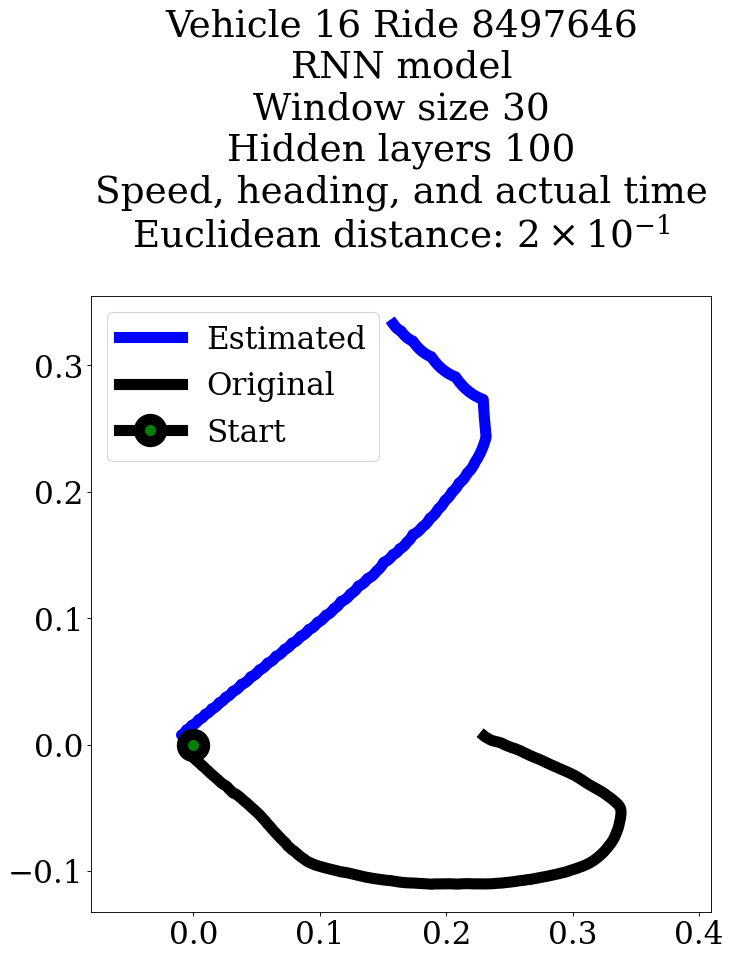 Vehicle 16 Ride 8497646
RNN model
Window size 30
Hidden layers 100
Speed, heading, and actual time
Euclidean distance: 2 × 10⁻¹
Estimated
Original
Start
0.3
0.2
0.1
0.0
−0.1
0.0 0.1 0.2 0.3 0.4